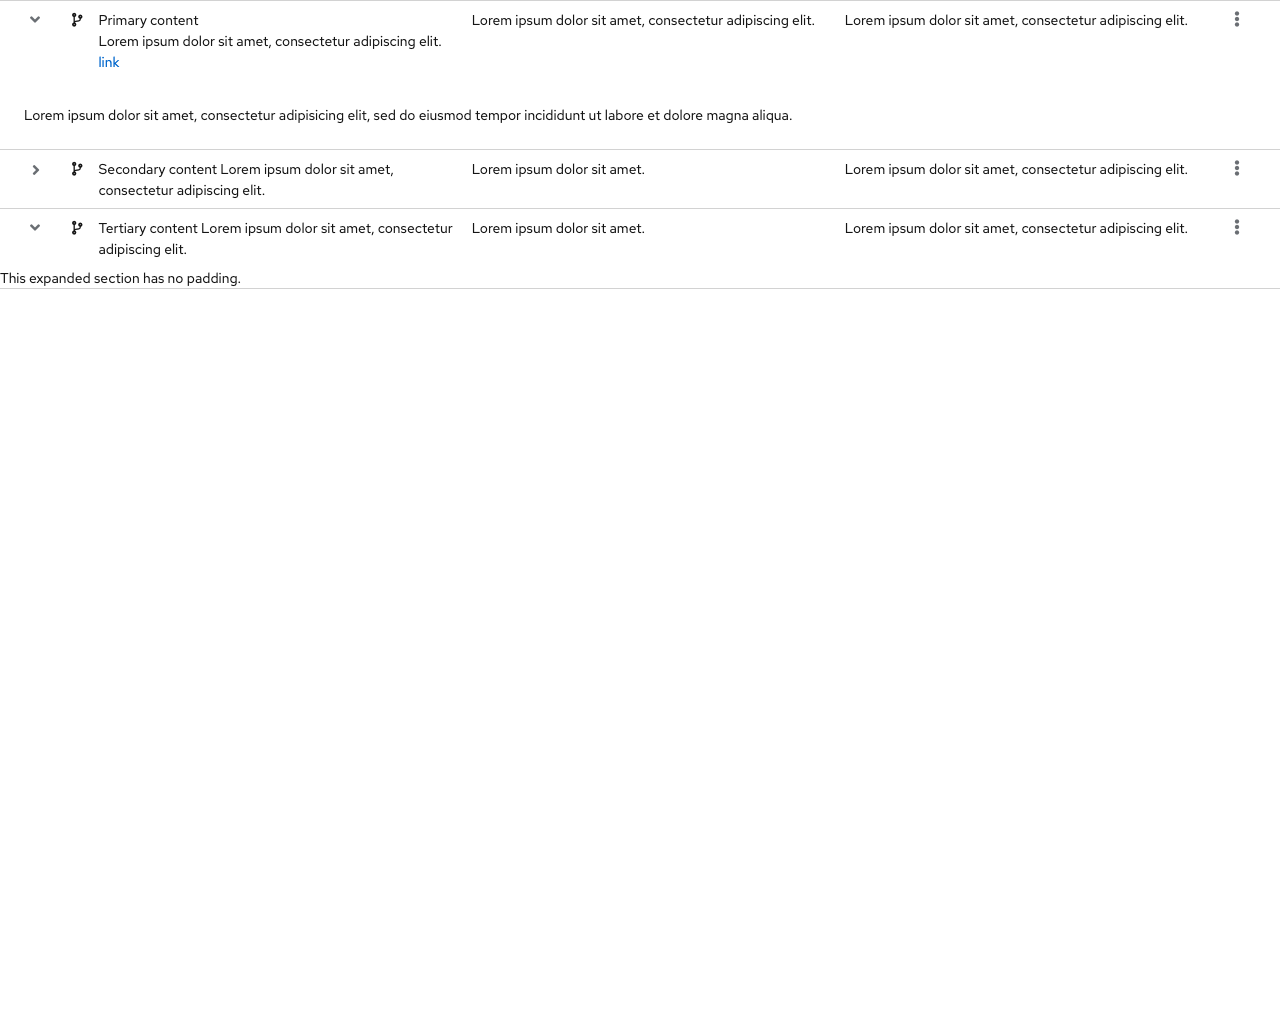 Primary content
Lorem ipsum dolor sit amet, consectetur adipiscing elit.
link
Lorem ipsum dolor sit amet, consectetur adipiscing elit.
Lorem ipsum dolor sit amet, consectetur adipiscing elit.
Lorem ipsum dolor sit amet, consectetur adipisicing elit, sed do eiusmod tempor incididunt ut labore et dolore magna aliqua.
Secondary content Lorem ipsum dolor sit amet,
consectetur adipiscing elit.
Lorem ipsum dolor sit amet.
Lorem ipsum dolor sit amet, consectetur adipiscing elit.
Tertiary content Lorem ipsum dolor sit amet, consectetur
adipiscing elit.
Lorem ipsum dolor sit amet.
Lorem ipsum dolor sit amet, consectetur adipiscing elit.
This expanded section has no padding.